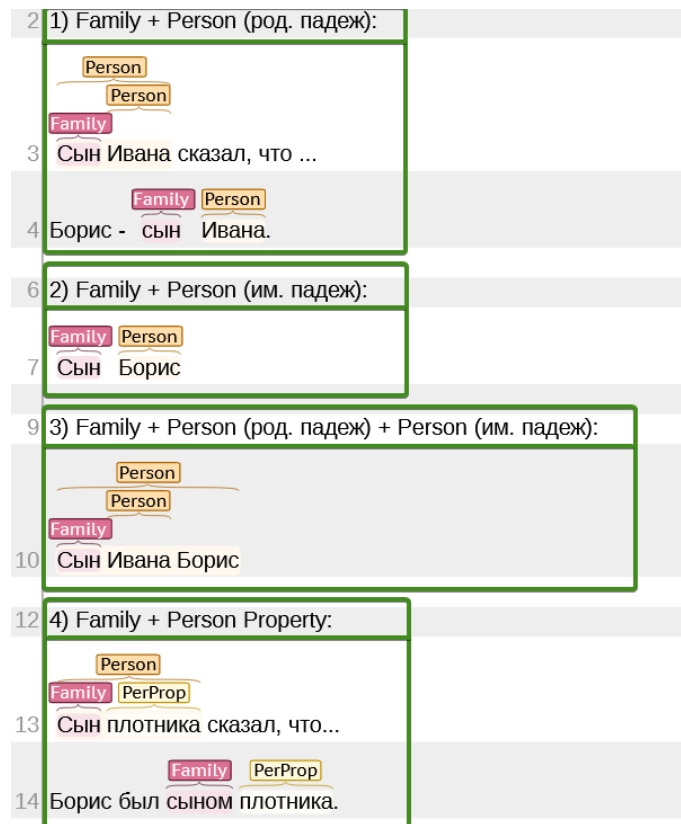 2 1) Family + Person (род. падеж):
Person
Person
Family
3 Сын Ивана сказал, что ...
Family Person
4 Борис - сын Ивана.
6 2) Family + Person (им. падеж):
Family Person
7 Сын Борис
9 3) Family + Person (род. падеж) + Person (им. падеж):
Person
Person
Family
10 Сын Ивана Борис
12 4) Family + Person Property:
Person
Family PerProp
13 Сын плотника сказал, что...
Family PerProp
14 Борис был сыном плотника.